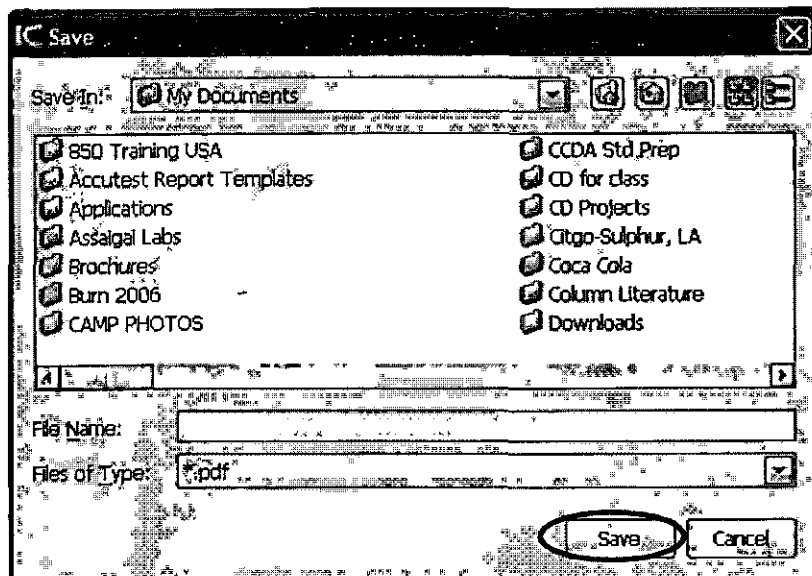 IC Save
Save In: My Documents
850 Training USA
Accutest Report Templates
Applications
Assaigai Labs
Brochures
Burn 2006
CAMP PHOTOS
CCDA Std Prep
CD for class
CD Projects
Citgo-Sulphur, LA
Coca Cola
Column Literature
Downloads
File Name:
Files of Type: *.pdf
Save Cancel